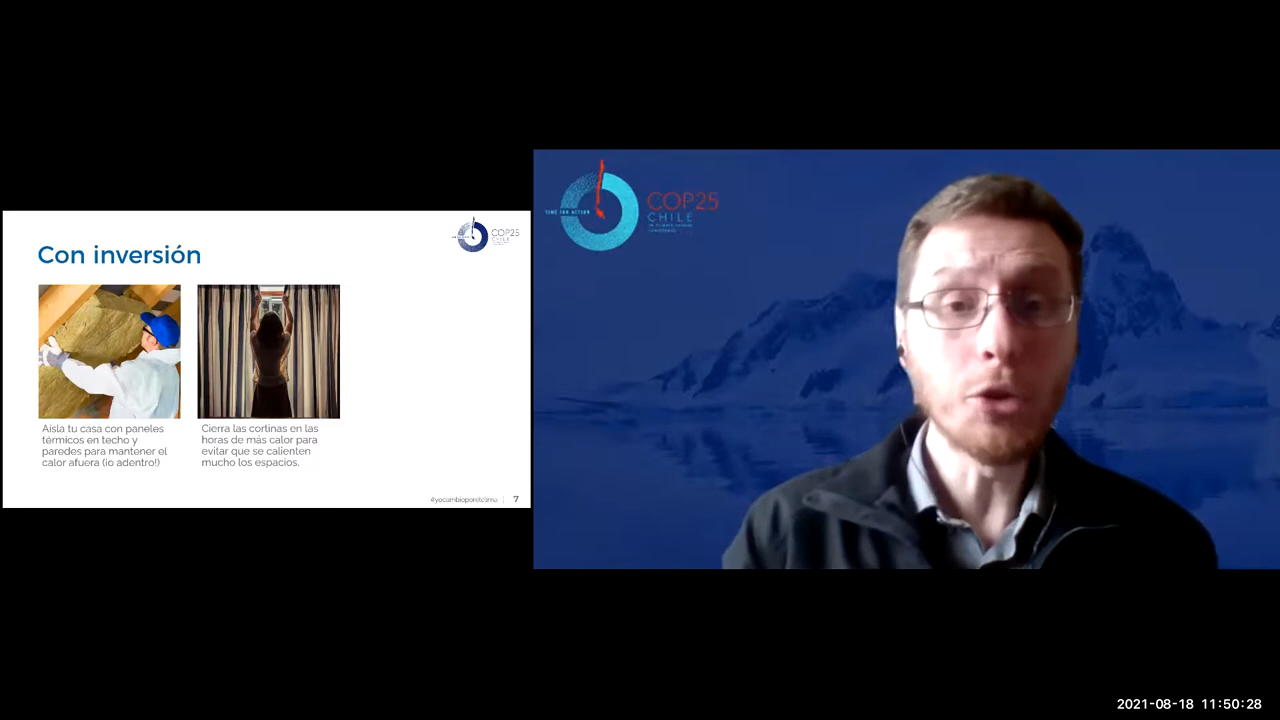 Con inversión
COP25
CHILE
Aísla tu casa con paneles
térmicos en techo y
paredes para mantener el
calor afuera (¡o adentro!)
Cierra las cortinas en las
horas de más calor para
evitar que se calienten
mucho los espacios.
#yocambioporelclima | 7
TIME FOR ACTION
COP25
CHILE
2021-08-18 11:50:28